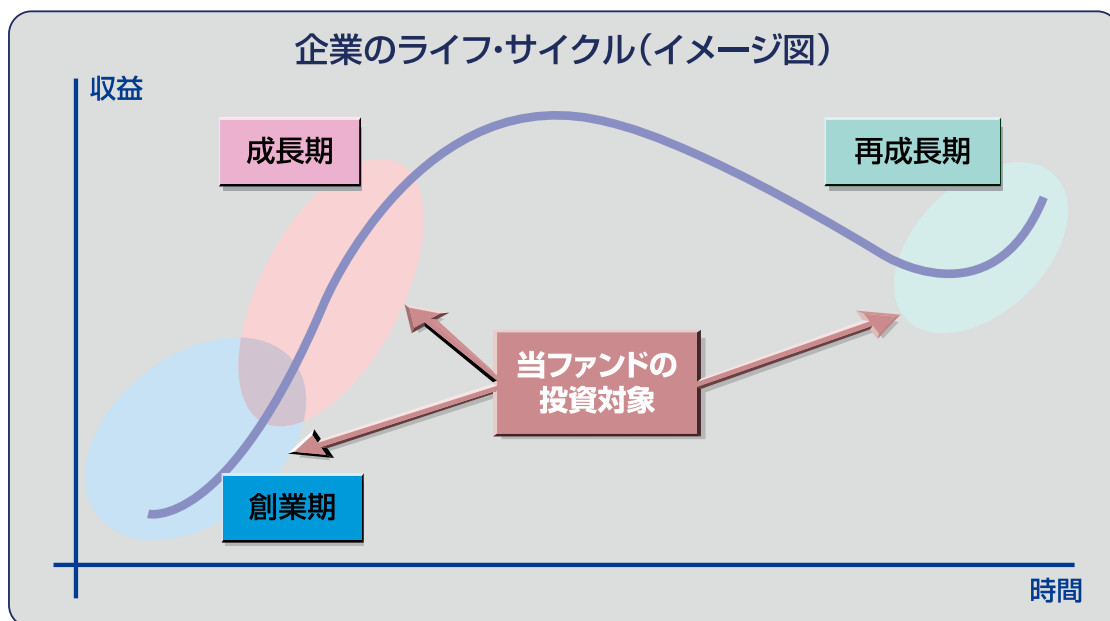 企業のライフ・サイクル(イメージ図)
収益
成長期
再成長期
当ファンドの
投資対象
創業期
時間